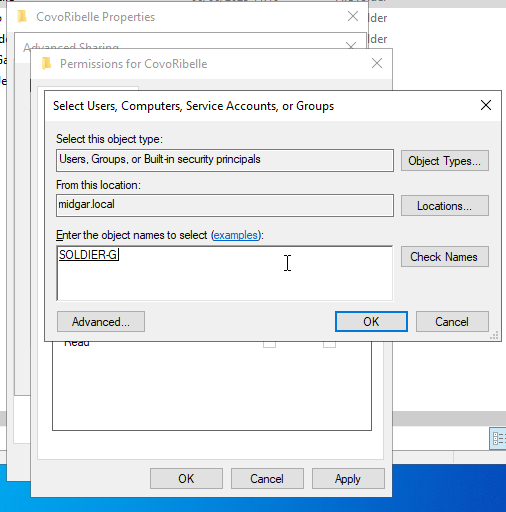 CovoRibelle Properties
Advanced Sharing
Permissions for CovoRibelle
Select Users, Computers, Service Accounts, or Groups
Select this object type:
Users, Groups, or Built-in security principals
Object Types...
From this location:
midgar.local
Locations...
Enter the object names to select (examples):
SOLDIER-G
Check Names
Advanced...
OK
Cancel
Read
OK
Cancel
Apply